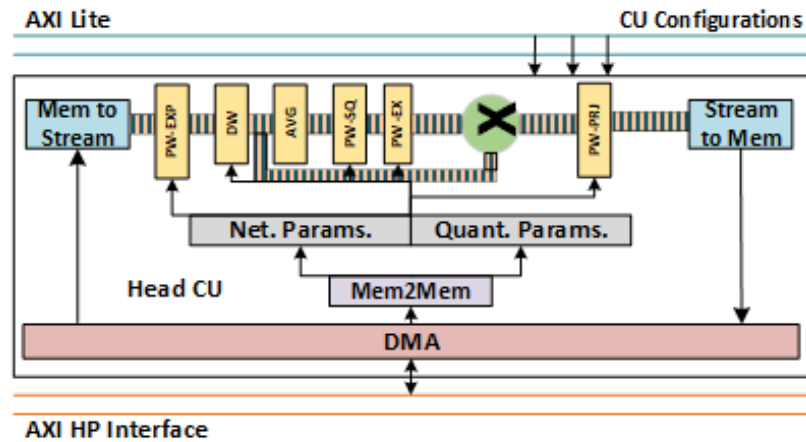 AXI Lite
CU Configurations
Mem to
Stream
PW-EXP
DW
AVG
PW-SQ
PW -EX
X
PW-PRJ
Stream
to Mem
Net. Params.
Quant. Params.
Head CU
Mem2Mem
DMA
AXI HP Interface